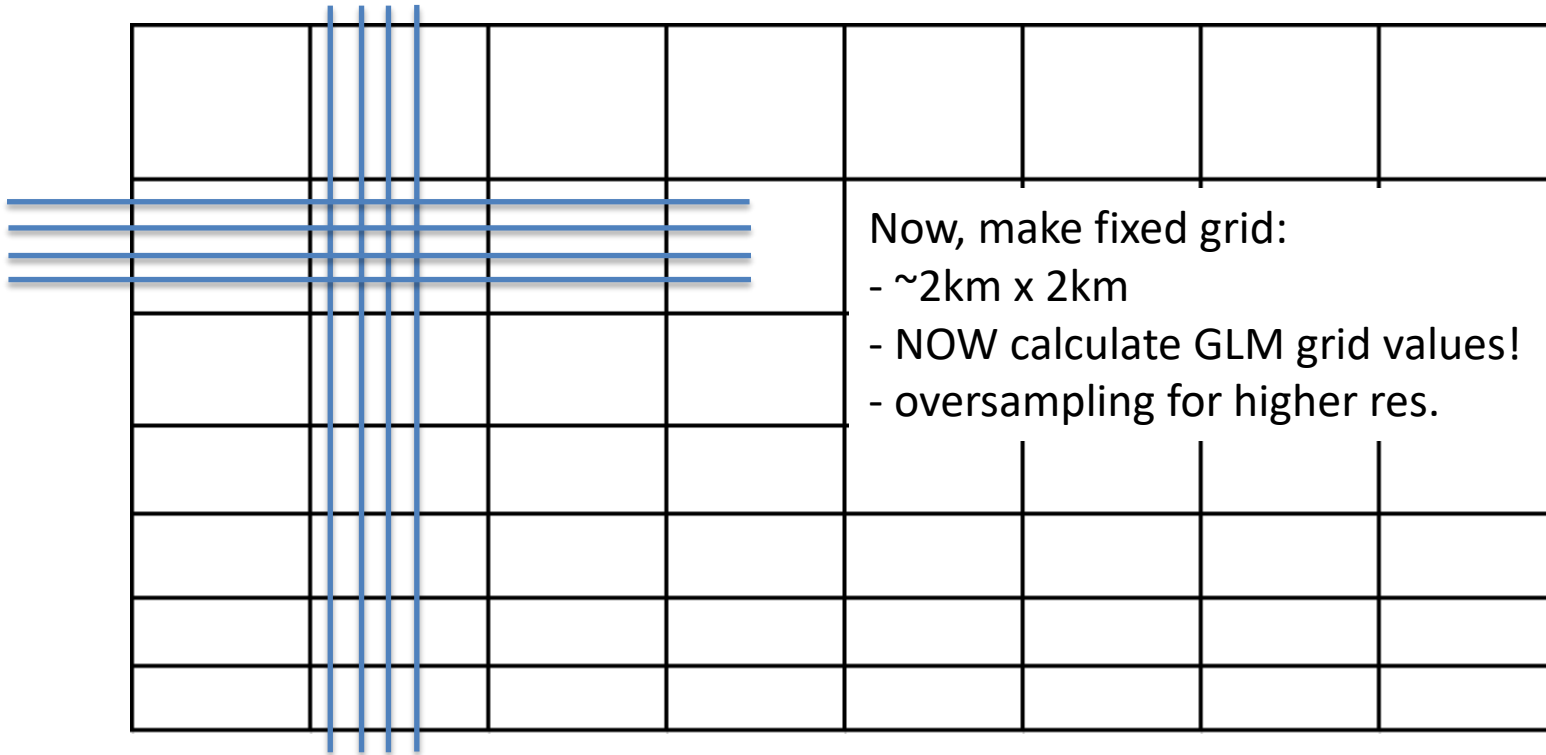 Now, make fixed grid:
- ~2km x 2km
- NOW calculate GLM grid values!
- oversampling for higher res.